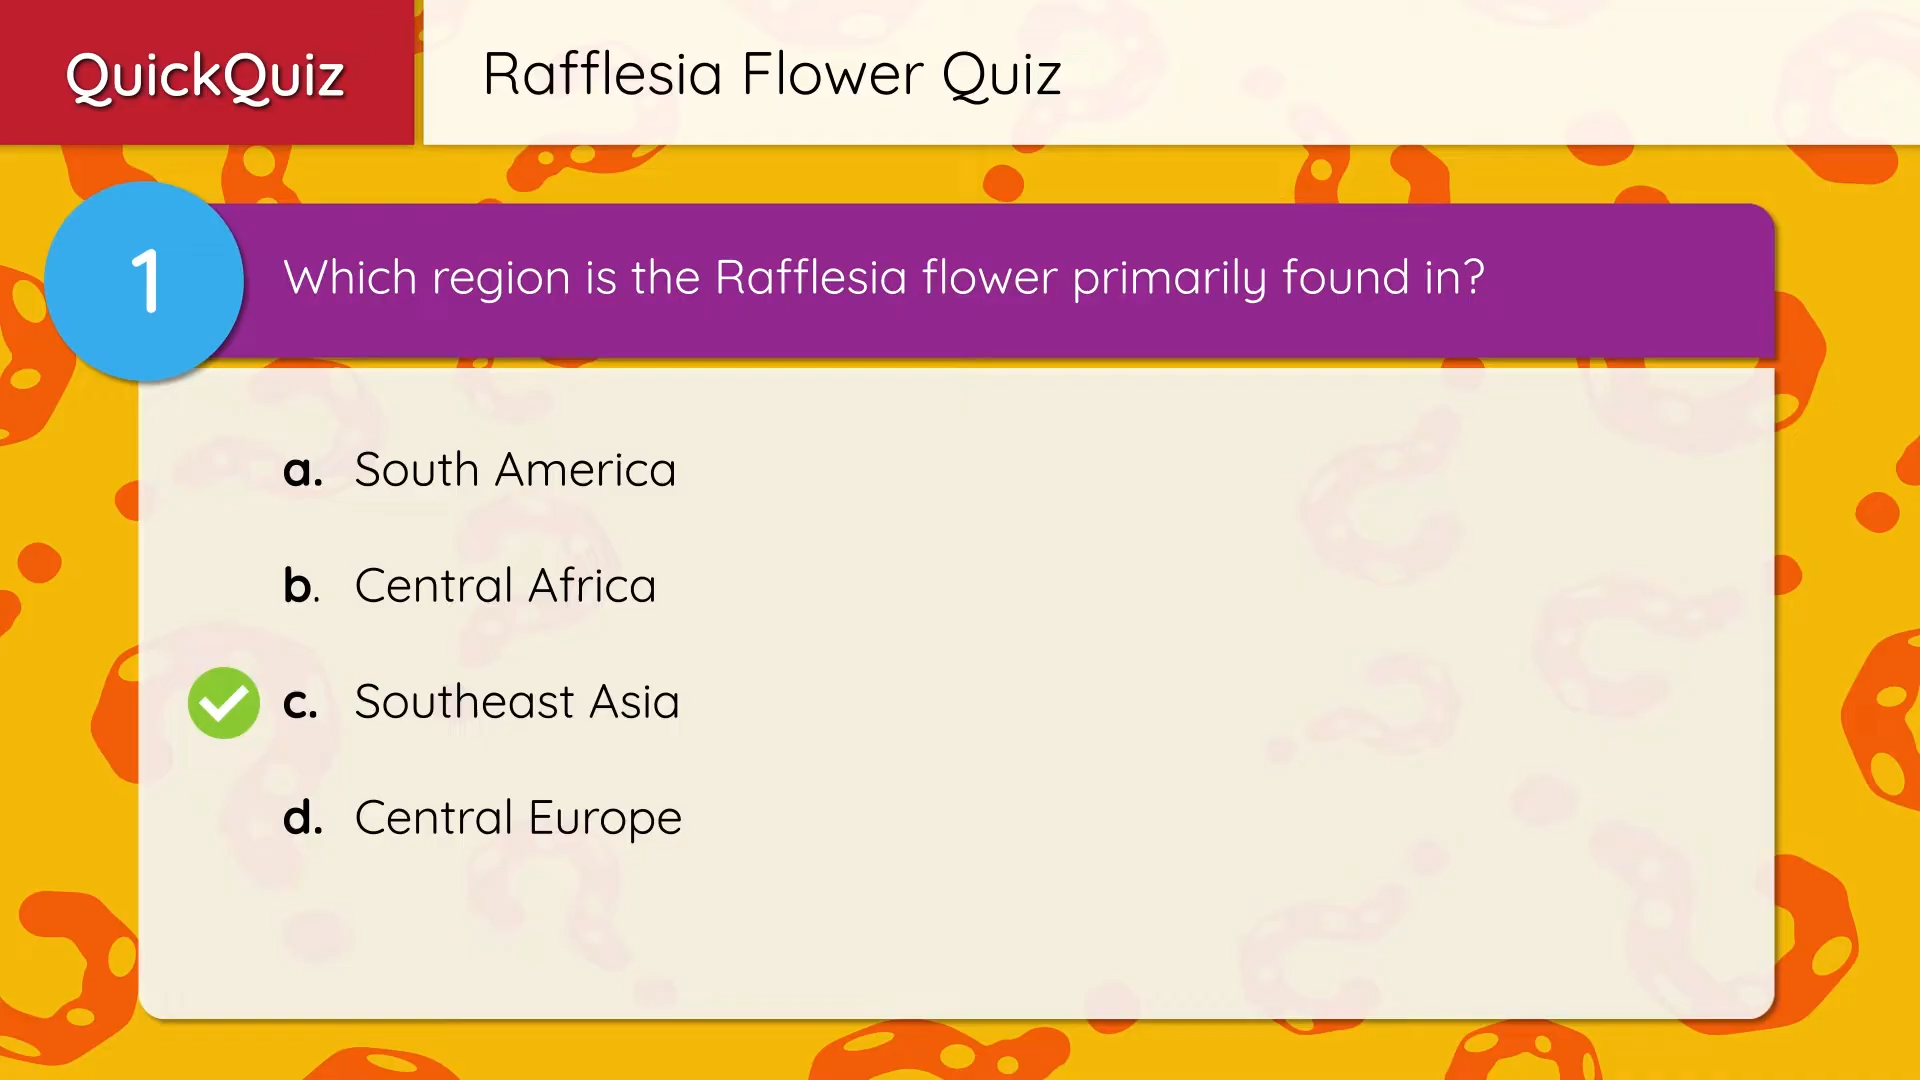 QuickQuiz
Rafflesia Flower Quiz
1
Which region is the Rafflesia flower primarily found in?
a. South America
b. Central Africa
c. Southeast Asia
d. Central Europe